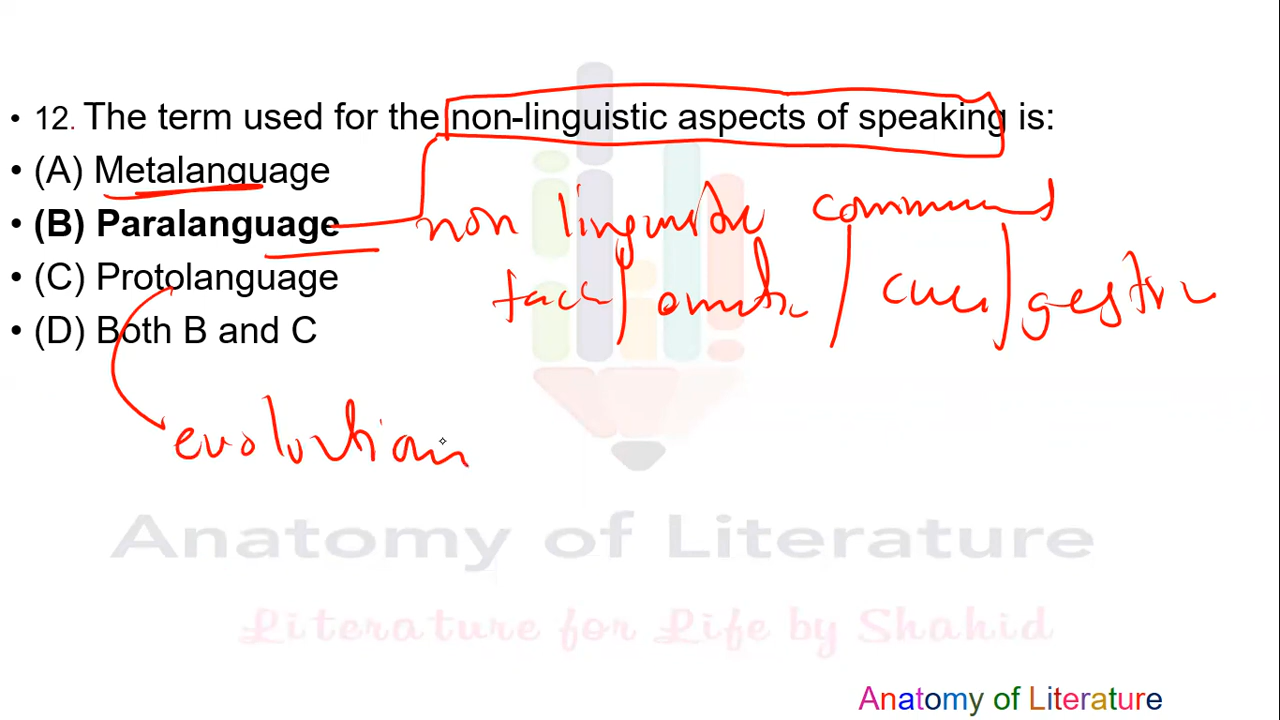 • 12. The term used for the non-linguistic aspects of speaking is:
• (A) Metalanguage
• (B) Paralanguage
non linguistic
• (C) Protolanguage
cues
• (D) Both B and C
evolution
Anatomy of Literature
Literature for Life by Shahid
Anatomy of Literature